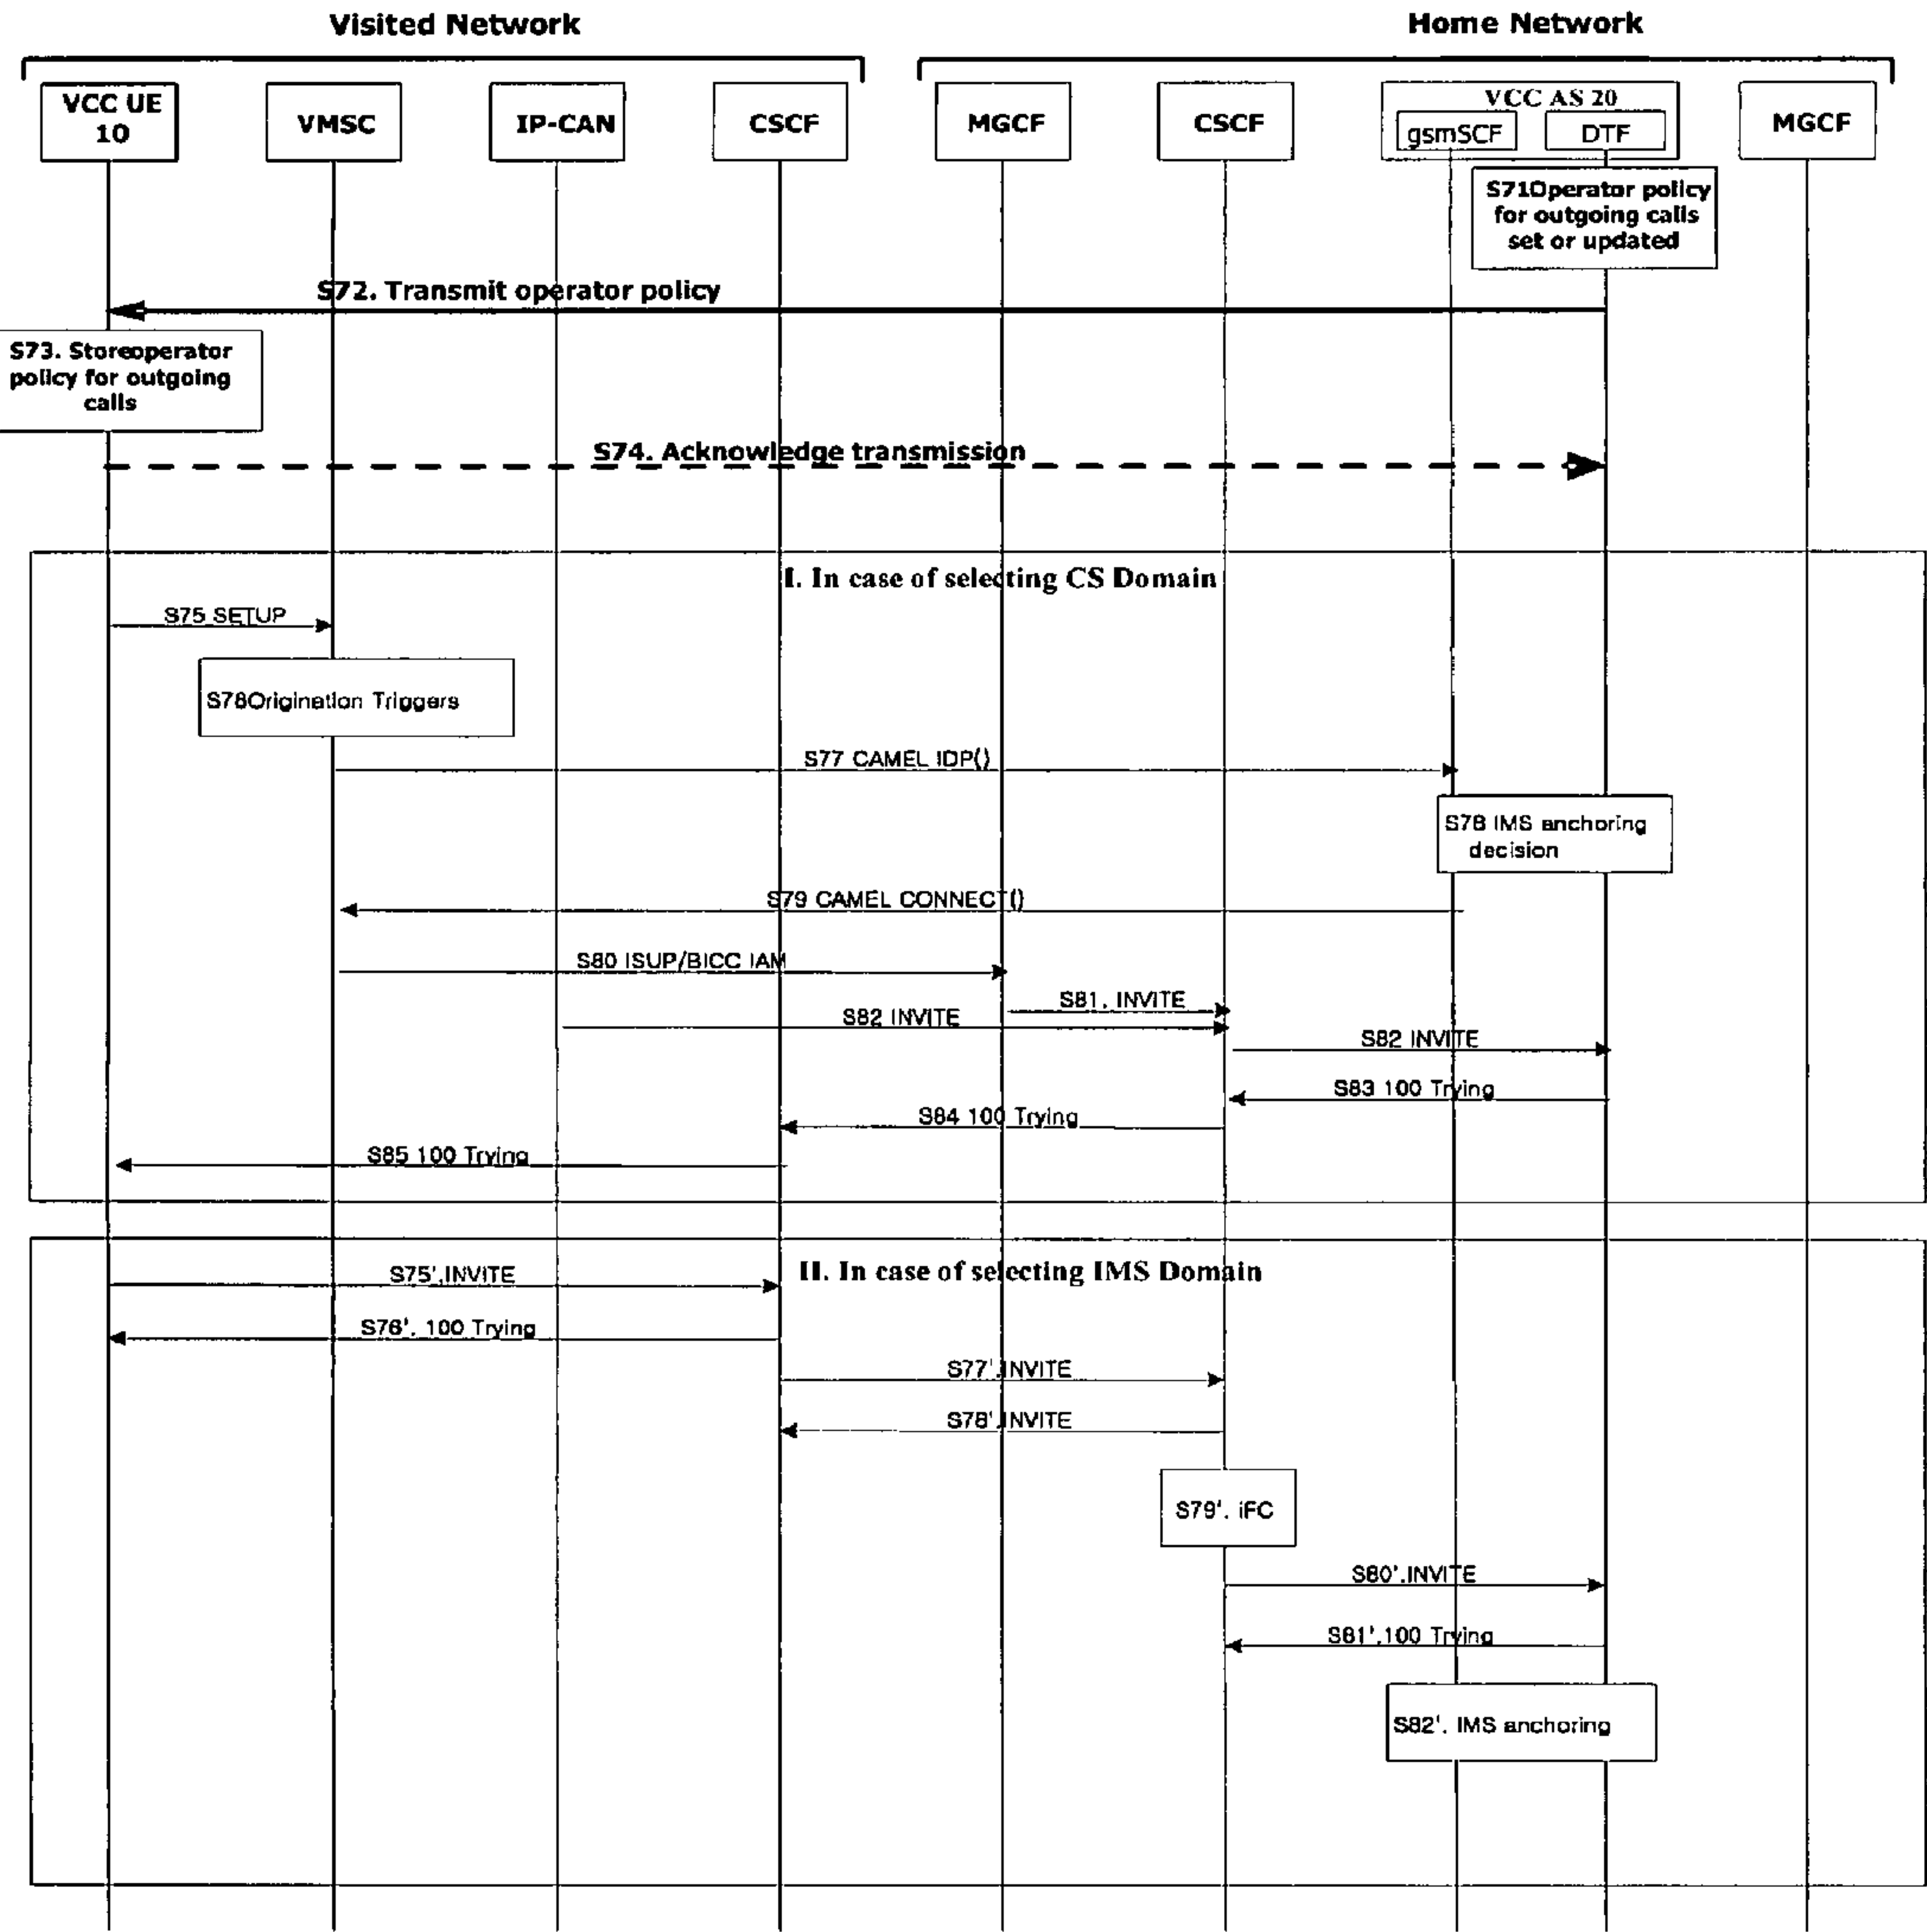 Visited Network
Home Network
VCC UE
10
VMSC
IP-CAN
CSCF
MGCF
CSCF
VCC AS 20
gsmSCF
DTF
MGCF
S71Operator policy
for outgoing calls
set or updated
S72. Transmit operator policy
S73. Storeoperator
policy for outgoing
calls
S74. Acknowledge transmission
I. In case of selecting CS Domain
S75 SETUP
S78Origination Triggers
S77 CAMEL IDP()
S78 IMS anchoring
decision
S79 CAMEL CONNECT()
S80 ISUP/BICC IAM
S81. INVITE
S82 INVITE
S82 INVITE
S83 100 Trying
S84 100 Trying
S85 100 Trying
II. In case of selecting IMS Domain
S75'.INVITE
S76'. 100 Trying
S77'.INVITE
S78'.INVITE
S79'. iFC
S80'.INVITE
S81'.100 Trying
S82'. IMS anchoring